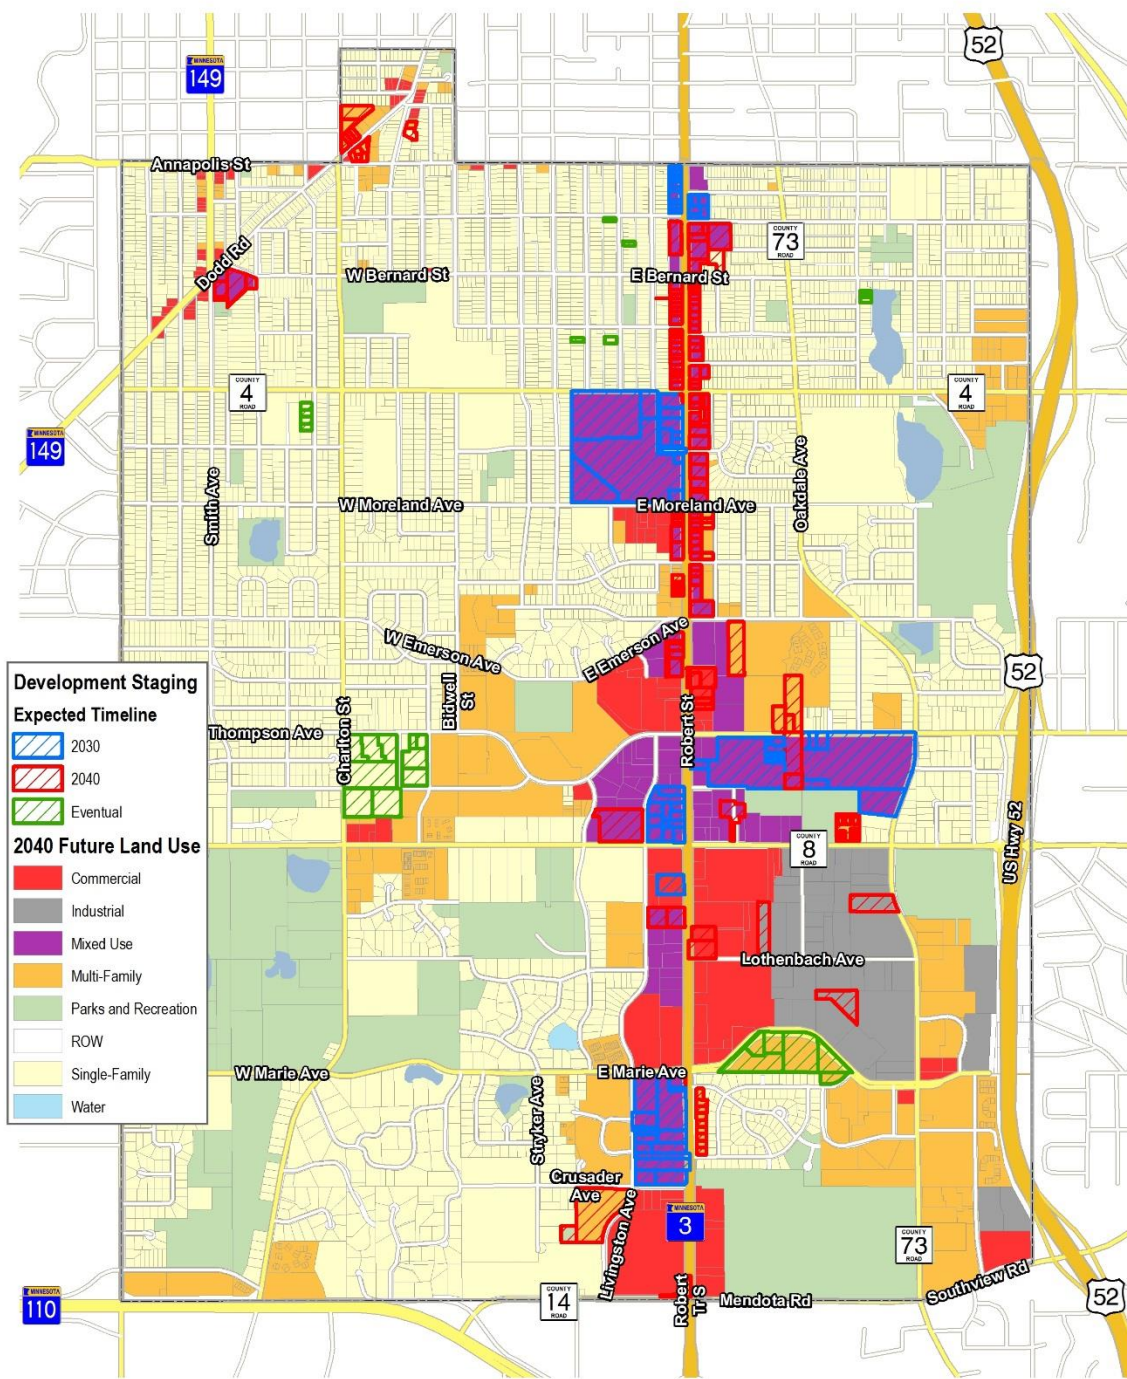 52
MINNESOTA
149
Annapolis St
COUNTY
73
ROAD
Dodd Rd
W Bernard St
E Bernard St
COUNTY
4
ROAD
COUNTY
4
ROAD
MINNESOTA
149
Smith Ave
W Moreland Ave
E Moreland Ave
Oakdale Ave
W Emerson Ave
E Emerson Ave
52
Development Staging
Expected Timeline
2030
2040
Eventual
2040 Future Land Use
Commercial
Industrial
Mixed Use
Multi-Family
Parks and Recreation
ROW
Single-Family
Water
Thompson Ave
Charlton St
Bidwell
St
Robert St
COUNTY
8
ROAD
US Hwy 52
Lothenbach Ave
W Marie Ave
E Marie Ave
Stryker Ave
Crusader
Ave
Livingston Ave
MINNESOTA
3
COUNTY
73
ROAD
Southview Rd
MINNESOTA
110
COUNTY
14
ROAD
Robert
Tr S
Mendota Rd
52